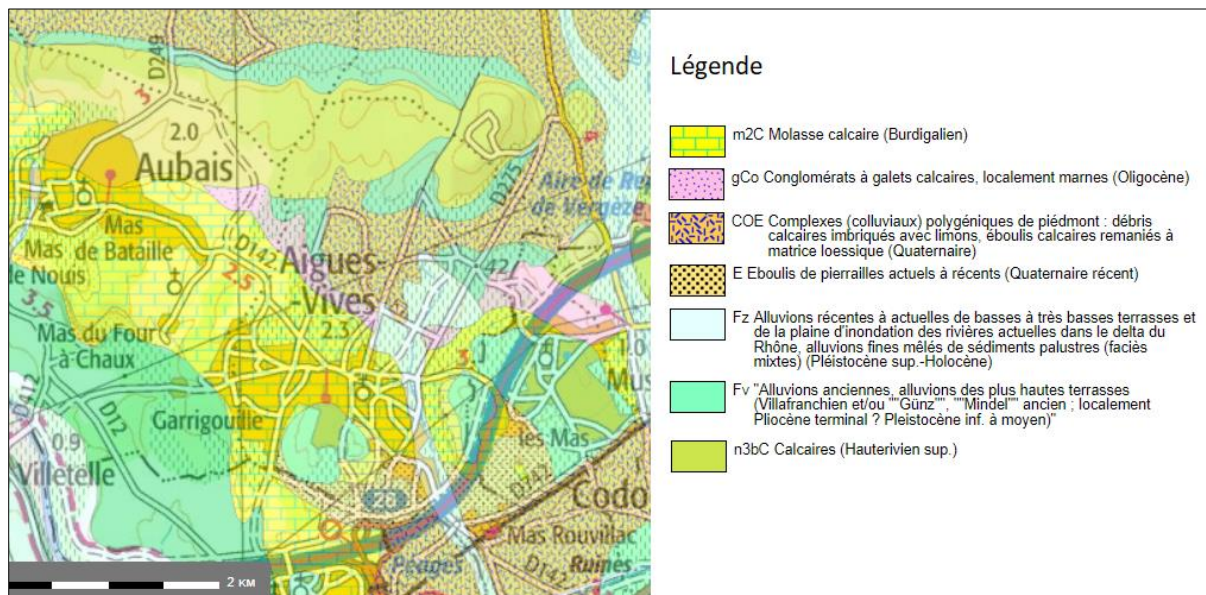 D249
3
2.0
Aubais
Mas
de Bataille
Mas
de Nous
3.5
D142
2.5
D275
Aire de
de Vergèze
42
Aigues-
-Vives
2.3
Mas du Four
à Chaux
D412
D12
Garrigouille
0.9
Villetelle
3
1.0
Mus
les Mas
D142
Codo
26
Mas Rouvillac
Ruines
Péages
D142
2 KM
Légende
m2C Molasse calcaire (Burdigalien)
gCo Conglomérats à galets calcaires, localement marnes (Oligocène)
COE Complexes (colluviaux) polygéniques de piédmont : débris
calcaires imbriqués avec limons, éboulis calcaires remaniés à
matrice loessique (Quaternaire)
E Eboulis de pierrailles actuels à récents (Quaternaire récent)
Fz Alluvions récentes à actuelles de basses à très basses terrasses et
de la plaine d'inondation des rivières actuelles dans le delta du
Rhône, alluvions fines mêlés de sédiments palustres (faciès
mixtes) (Pléistocène sup.-Holocène)
Fv "Alluvions anciennes, alluvions des plus hautes terrasses
(Villafranchien et/ou ""Günz"", ""Mindel"" ancien ; localement
Pliocène terminal ? Pleistocène inf. à moyen)"
n3bC Calcaires (Hauterivien sup.)